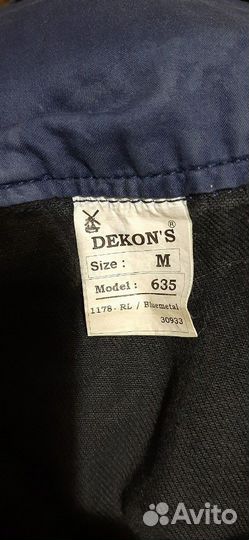 DEKON'S ®
Size : M
Model : 635
1178- RL / Bluemetal
30933
Avito